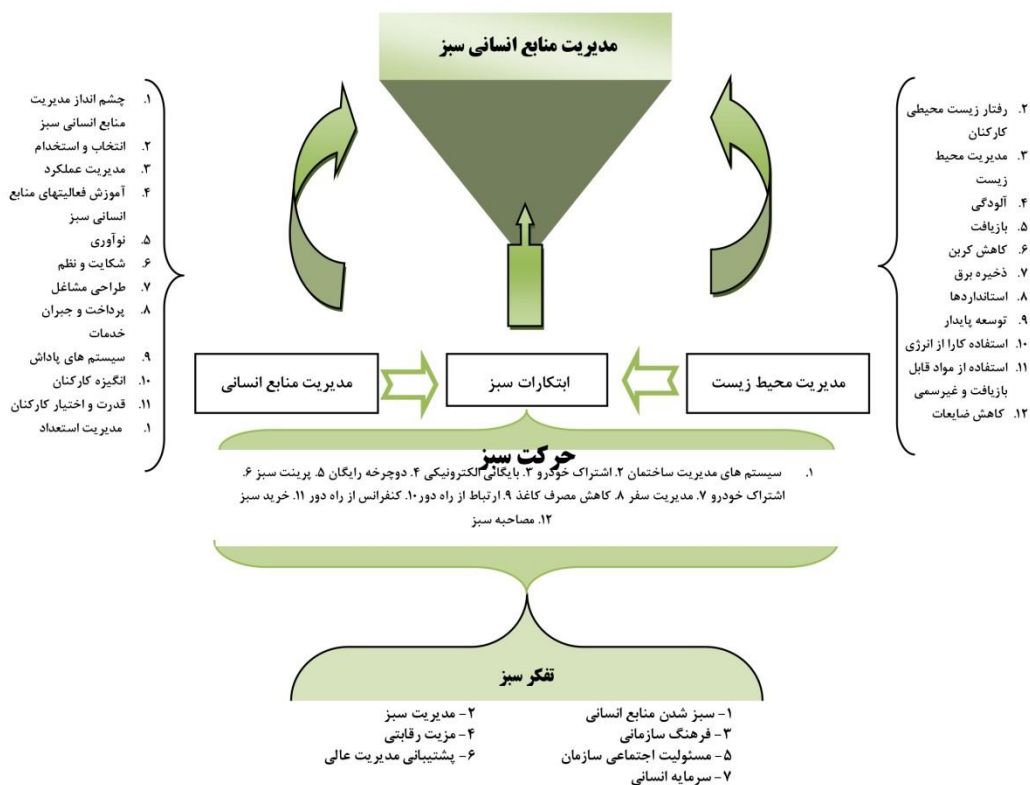 مدیریت منابع انسانی سبز
۲. رفتار زیست محیطی
کارکنان
۳. مدیریت محیط
زیست
۴. آلودگی
۵. بازیافت
۶. کاهش کربن
۷. ذخیره برق
۸. استانداردها
۹. توسعه پایدار
۱۰. استفاده کارا از انرژی
۱۱. استفاده از مواد قابل
بازیافت و غیرسمی
۱۲. کاهش ضایعات
۱. چشم انداز مدیریت
منابع انسانی سبز
۲. انتخاب و استخدام
۳. مدیریت عملکرد
۴. آموزش فعالیتهای منابع
انسانی سبز
۵. نوآوری
۶. شکایت و نظم
۷. طراحی مشاغل
۸. پرداخت و جبران
خدمات
۹. سیستم های پاداش
۱۰. انگیزه کارکنان
۱۱. قدرت و اختیار کارکنان
۱. مدیریت استعداد
مدیریت محیط زیست
ابتکارات سبز
مدیریت منابع انسانی
حرکت سبز
۱. سیستم های مدیریت ساختمان ۲. اشتراک خودرو ۳. بایگانی الکترونیکی ۴. دوچرخه رایگان ۵. پرینت سبز ۶.
اشتراک خودرو ۷. مدیریت سفر ۸. کاهش مصرف کاغذ ۹. ارتباط از راه دور ۱۰. کنفرانس از راه دور ۱۱. خرید سبز
۱۲. مصاحبه سبز
تفکر سبز
۱- سبز شدن منابع انسانی
۲- مدیریت سبز
۳- فرهنگ سازمانی
۴- مزیت رقابتی
۵- مسئولیت اجتماعی سازمان
۶- پشتیبانی مدیریت عالی
۷- سرمایه انسانی